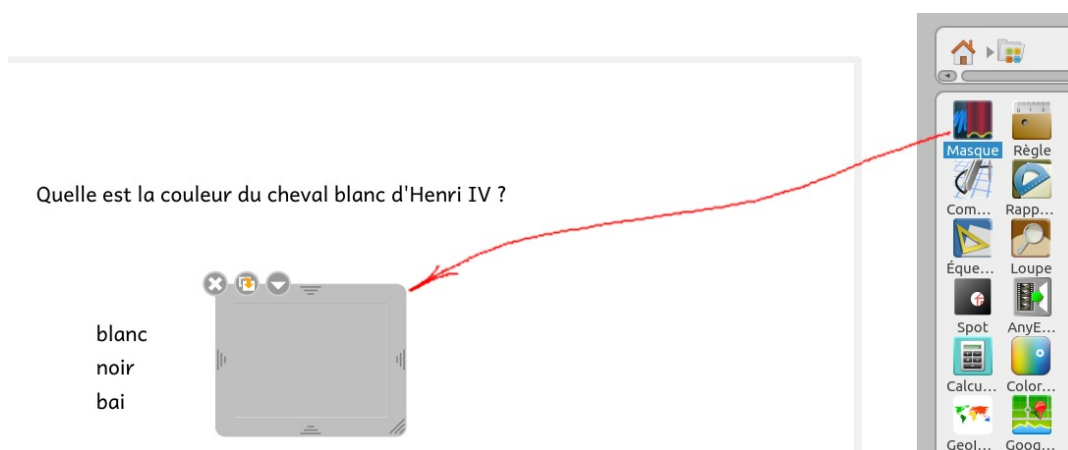 Masque Règle
Quelle est la couleur du cheval blanc d'Henri IV ?
Com... Rapp...
Éque... Loupe
blanc
Spot AnyE...
noir
Calcu... Color...
bai
GeoI... Goog...